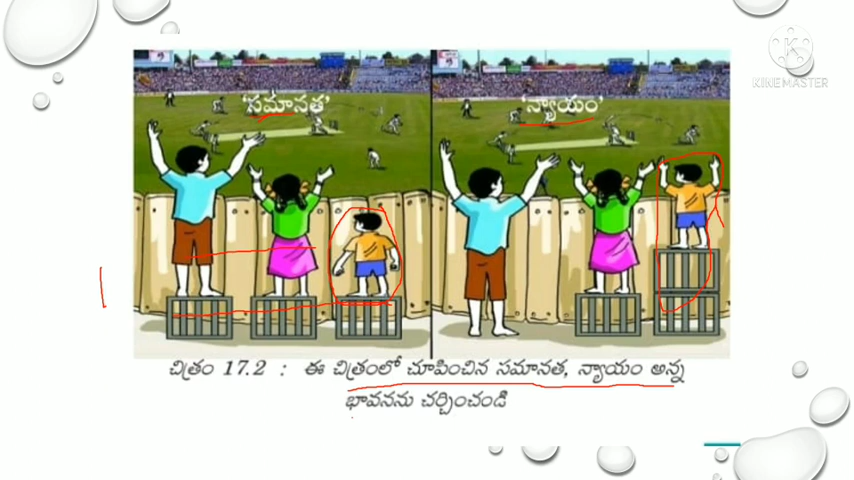 KINEMASTER
'సమానత'
'న్యాయం'
చిత్రం 17.2 : ఈ చిత్రంలో చూపించిన సమానత, న్యాయం అన్న
భావనను చర్చించండి